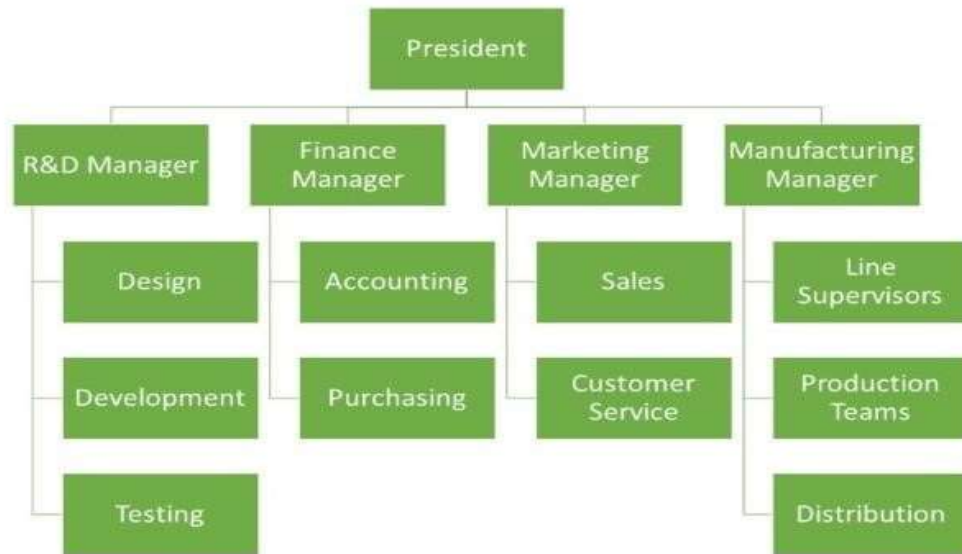 President
R&D Manager
Finance
Manager
Marketing
Manager
Manufacturing
Manager
Design
Accounting
Sales
Line
Supervisors
Development
Purchasing
Customer
Service
Production
Teams
Testing
Distribution